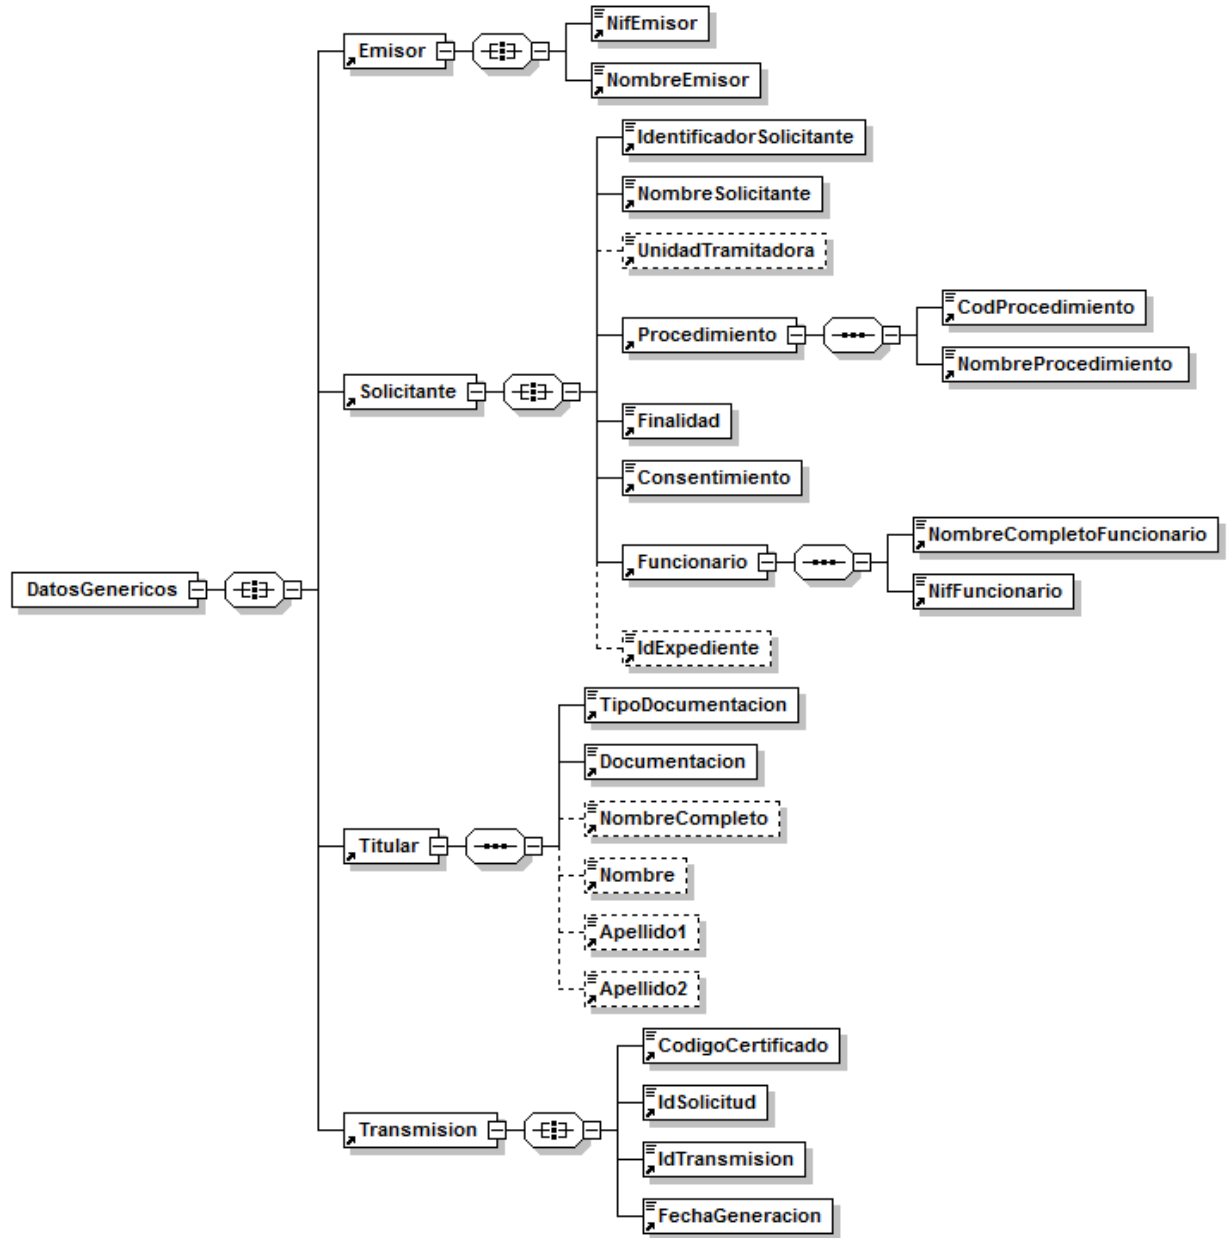 Emisor
NifEmisor
NombreEmisor
IdentificadorSolicitante
NombreSolicitante
UnidadTramitadora
Procedimiento
CodProcedimiento
NombreProcedimiento
Solicitante
Finalidad
Consentimiento
Funcionario
NombreCompletoFuncionario
NifFuncionario
DatosGenericos
IdExpediente
TipoDocumentacion
Documentacion
NombreCompleto
Titular
Nombre
Apellido1
Apellido2
CodigoCertificado
IdSolicitud
Transmision
IdTransmision
FechaGeneracion